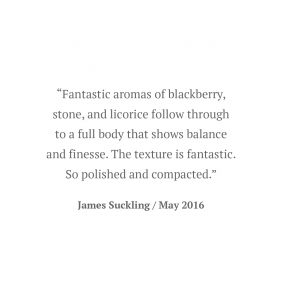 “Fantastic aromas of blackberry,
stone, and licorice follow through
to a full body that shows balance
and finesse. The texture is fantastic.
So polished and compacted.”
James Suckling / May 2016